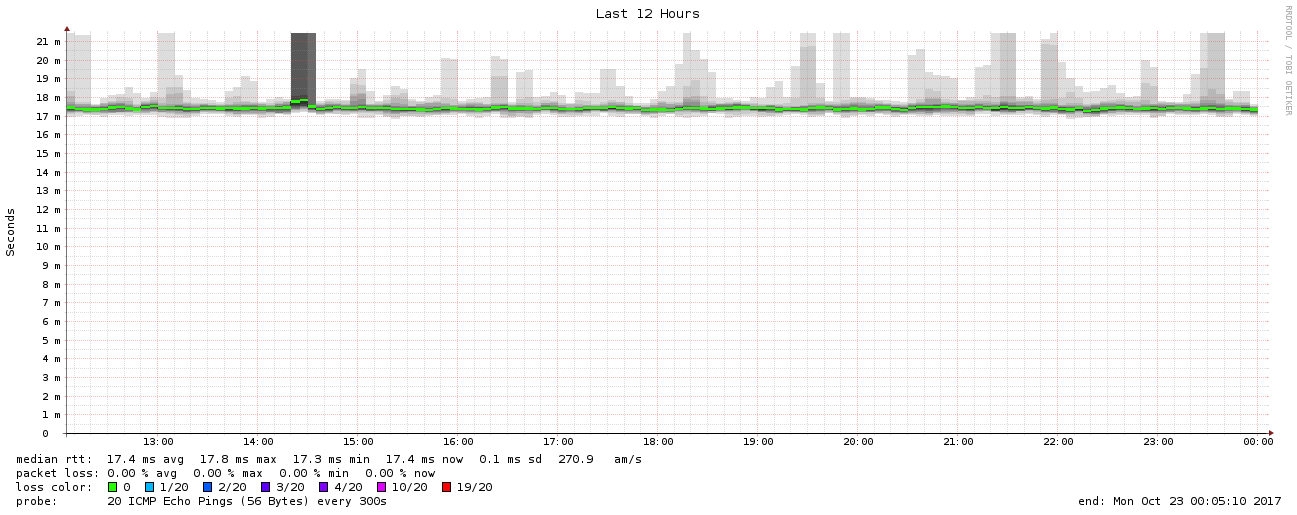 Last 12 Hours
RRDTOOL / TOBI OETIKER
Seconds
21 m
20 m
19 m
18 m
17 m
16 m
15 m
14 m
13 m
12 m
11 m
10 m
9 m
8 m
7 m
6 m
5 m
4 m
3 m
2 m
1 m
0
13:00 14:00 15:00 16:00 17:00 18:00 19:00 20:00 21:00 22:00 23:00 00:00
median rtt: 17.4 ms avg 17.8 ms max 17.3 ms min 17.4 ms now 0.1 ms sd 270.9 am/s
packet loss: 0.00 % avg 0.00 % max 0.00 % min 0.00 % now
loss color: 0 1/20 2/20 3/20 4/20 10/20 19/20
probe: 20 ICMP Echo Pings (56 Bytes) every 300s end: Mon Oct 23 00:05:10 2017